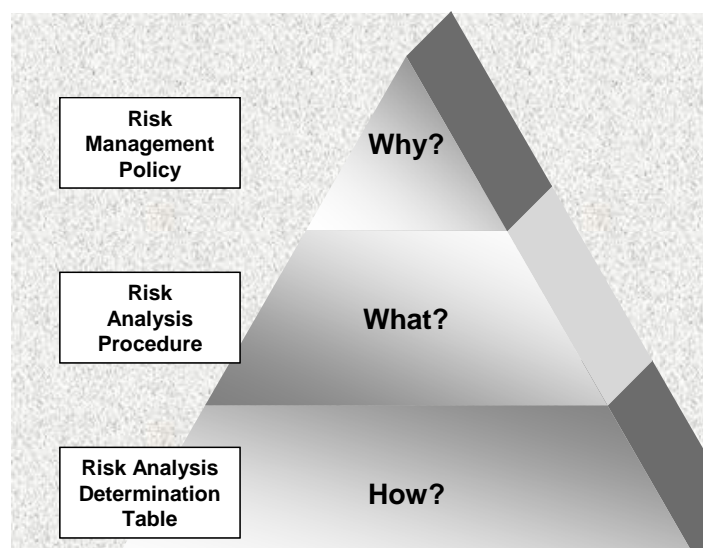 Risk
Management
Policy
Why?
Risk
Analysis
Procedure
What?
Risk Analysis
Determination
Table
How?